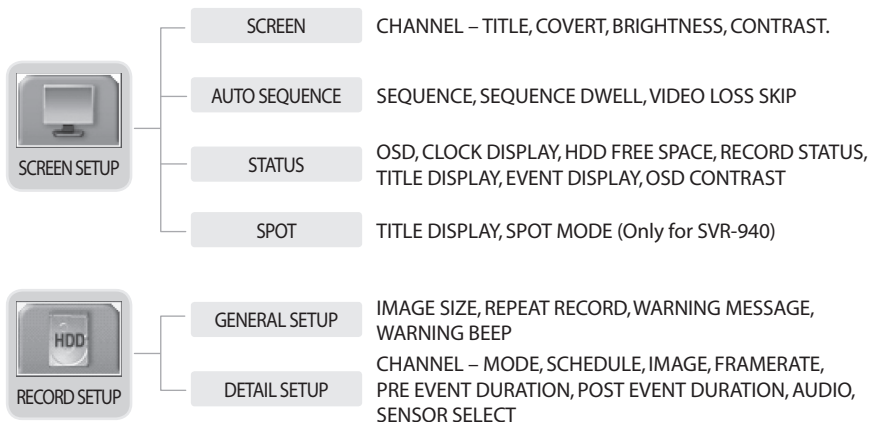 SCREEN SETUP
SCREEN
CHANNEL – TITLE, COVERT, BRIGHTNESS, CONTRAST.
AUTO SEQUENCE
SEQUENCE, SEQUENCE DWELL, VIDEO LOSS SKIP
STATUS
OSD, CLOCK DISPLAY, HDD FREE SPACE, RECORD STATUS,
TITLE DISPLAY, EVENT DISPLAY, OSD CONTRAST
SPOT
TITLE DISPLAY, SPOT MODE (Only for SVR-940)
HDD
RECORD SETUP
GENERAL SETUP
IMAGE SIZE, REPEAT RECORD, WARNING MESSAGE,
WARNING BEEP
DETAIL SETUP
CHANNEL – MODE, SCHEDULE, IMAGE, FRAMERATE,
PRE EVENT DURATION, POST EVENT DURATION, AUDIO,
SENSOR SELECT